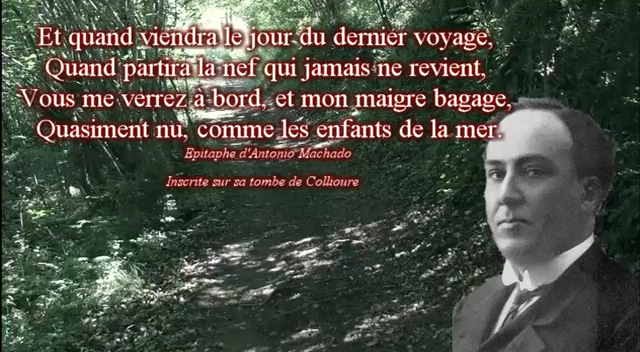 Et quand viendra le jour du dernier voyage,
Quand partira la nef qui jamais ne revient,
Vous me verrez à bord, et mon maigre bagage,
Quasiment nu, comme les enfants de la mer.
Epitaphe d'Antonio Machado
Inscrite sur sa tombe de Collioure